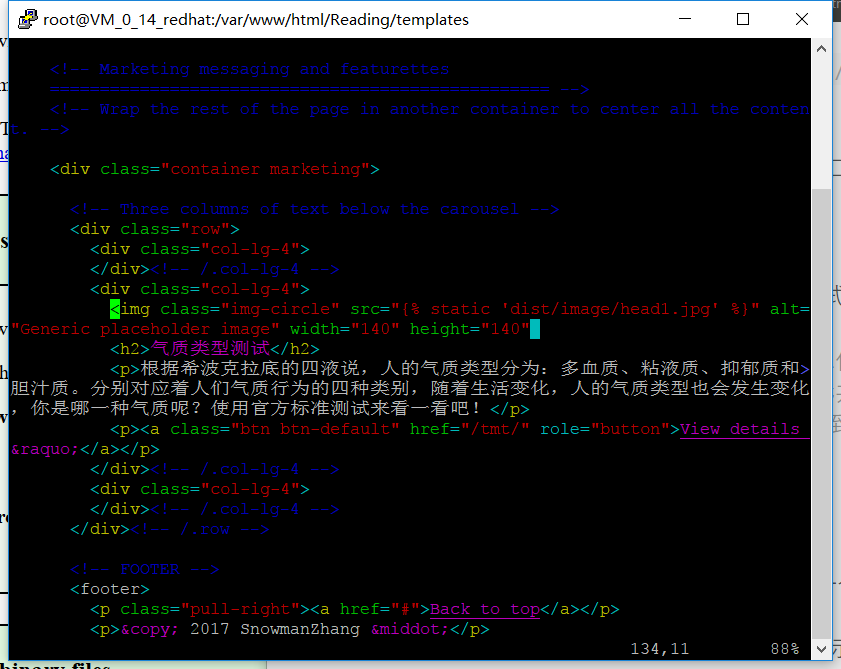 root@VM_0_14_redhat:/var/www/html/Reading/templates
<!-- Marketing messaging and featurettes
================================================== -->
<!-- Wrap the rest of the page in another container to center all the conten
t. -->
<div class="container marketing">
<!-- Three columns of text below the carousel -->
<div class="row">
<div class="col-lg-4">
</div><!-- /.col-lg-4 -->
<div class="col-lg-4">
<img class="img-circle" src="{% static 'dist/image/head1.jpg' %}" alt=
"Generic placeholder image" width="140" height="140">
<h2>气质类型测试</h2>
<p>根据希波克拉底的四液说，人的气质类型分为：多血质、粘液质、抑郁质和>
胆汁质。分别对应着人们气质行为的四种类别，随着生活变化，人的气质类型也会发生变化
，你是哪一种气质呢？使用官方标准测试来看一看吧！</p>
<p><a class="btn btn-default" href="/tmt/" role="button">View details
&raquo;</a></p>
</div><!-- /.col-lg-4 -->
<div class="col-lg-4">
</div><!-- /.col-lg-4 -->
</div><!-- /.row -->
<!-- FOOTER -->
<footer>
<p class="pull-right"><a href="#">Back to top</a></p>
<p>&copy; 2017 SnowmanZhang &middot;</p>
134,11 88%